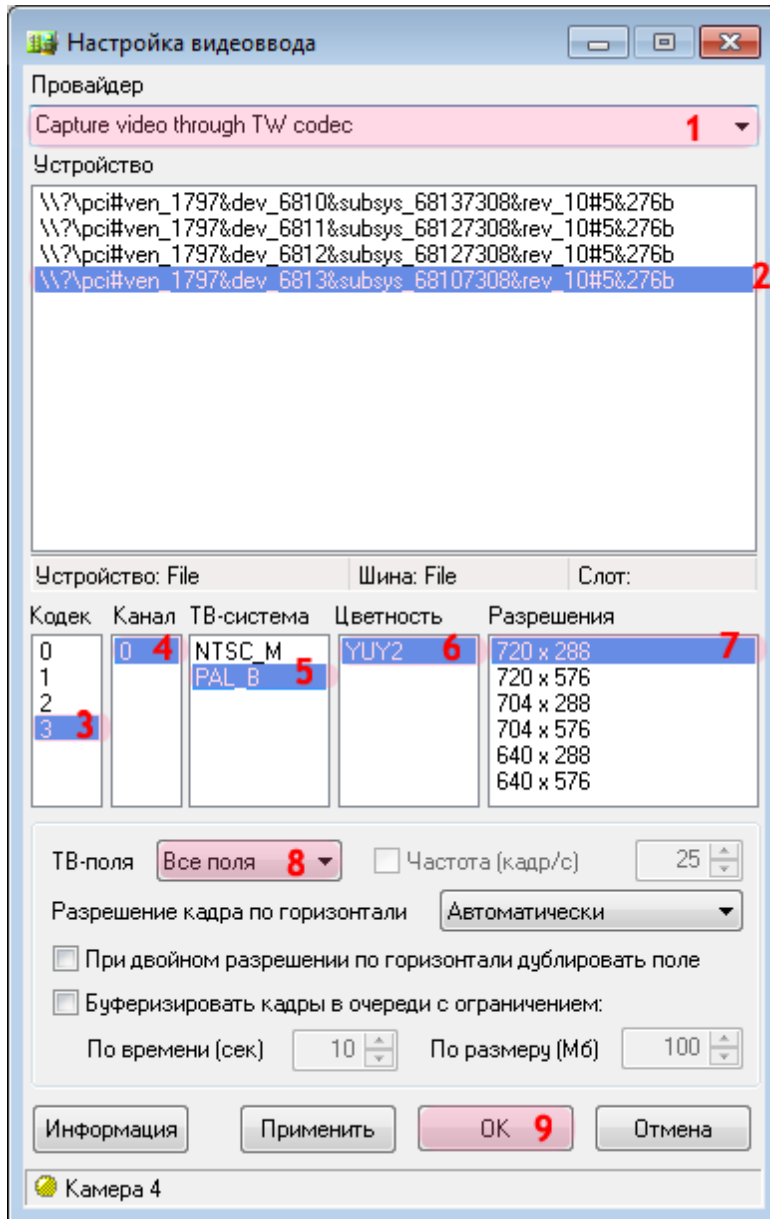 Настройка видеоввода
Провайдер
Capture video through TW codec 1
Устройство
\\?\pci#ven_1797&dev_6810&subsys_68137308&rev_10#5&276b
\\?\pci#ven_1797&dev_6811&subsys_68127308&rev_10#5&276b
\\?\pci#ven_1797&dev_6812&subsys_68127308&rev_10#5&276b
\\?\pci#ven_1797&dev_6813&subsys_68107308&rev_10#5&276b 2
Устройство: File Шина: File Слот:
Кодек Канал ТВ-система Цветность Разрешения
0 0 4 NTSC_M YUY2 6 720 x 288 7
1 PAL_B 5 720 x 576
2 704 x 288
3 3 704 x 576
640 x 288
640 x 576
ТВ-поля Все поля 8 Частота (кадр/с) 25
Разрешение кадра по горизонтали Автоматически
При двойном разрешении по горизонтали дублировать поле
Буферизировать кадры в очереди с ограничением:
По времени (сек) 10 По размеру (Мб) 100
Информация Применить OK 9 Отмена
Камера 4